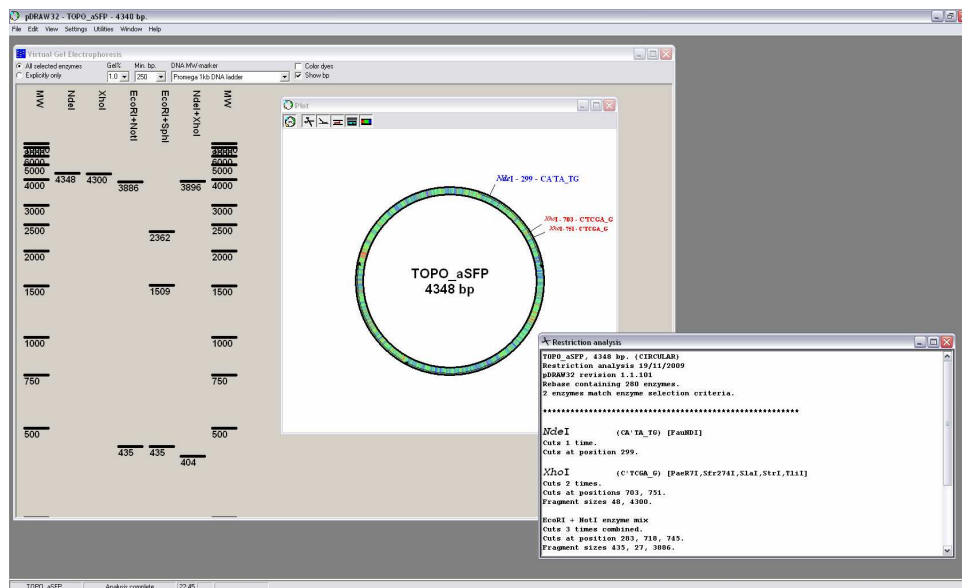 pDRAW32 - TOPO_aSFP - 4348 bp.
File Edit View Settings Utilities Window Help
Virtual Gel Electrophoresis
All selected enzymes
Explicitly only
Gel% Min. bp. DNA MW-marker
1.0 250 Promega 1kb DNA ladder
Color dyes
Show bp
MW NdeI XhoI EcoRI+NotI EcoRI+SphI NdeI+XhoI MW
6000 6000
5000 5000
4348 4300
4000 3886 3896 4000
3000 3000
2500 2500
2362
2000 2000
1500 1509 1500
1000 1000
750 750
500 500
435 435 404
Plot
NdeI - 299 - CA'TA_TG
XhoI - 703 - C'TCGA_G
XhoI - 751 - C'TCGA_G
TOPO_aSFP
4348 bp
Restriction analysis
TOPO_aSFP, 4348 bp. (CIRCULAR)
Restriction analysis 19/11/2009
pDRAW32 revision 1.1.101
Rebase containing 280 enzymes.
2 enzymes match enzyme selection criteria.
********************************************************
NdeI (CA'TA_TG) [FauNDI]
Cuts 1 time.
Cuts at position 299.
XhoI (C'TCGA_G) [PaeR7I,Sfr274I,SlaI,StrI,TliI]
Cuts 2 times.
Cuts at positions 703, 751.
Fragment sizes 48, 4300.
EcoRI + NotI enzyme mix
Cuts 3 times combined.
Cuts at position 283, 718, 745.
Fragment sizes 435, 27, 3886.
TOPO_aSFP Analysis complete 22:45